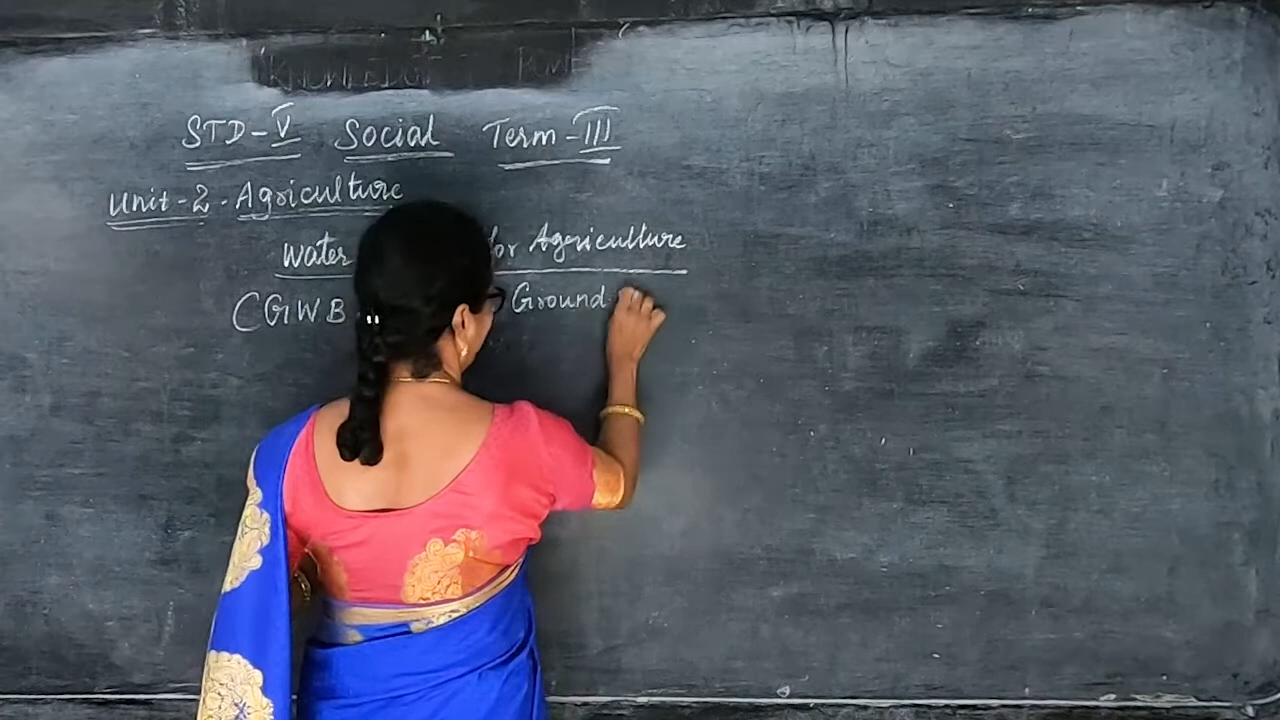 STD-V Social Term-III
Unit-2. Agriculture
Water for Agriculture
CGWB Ground